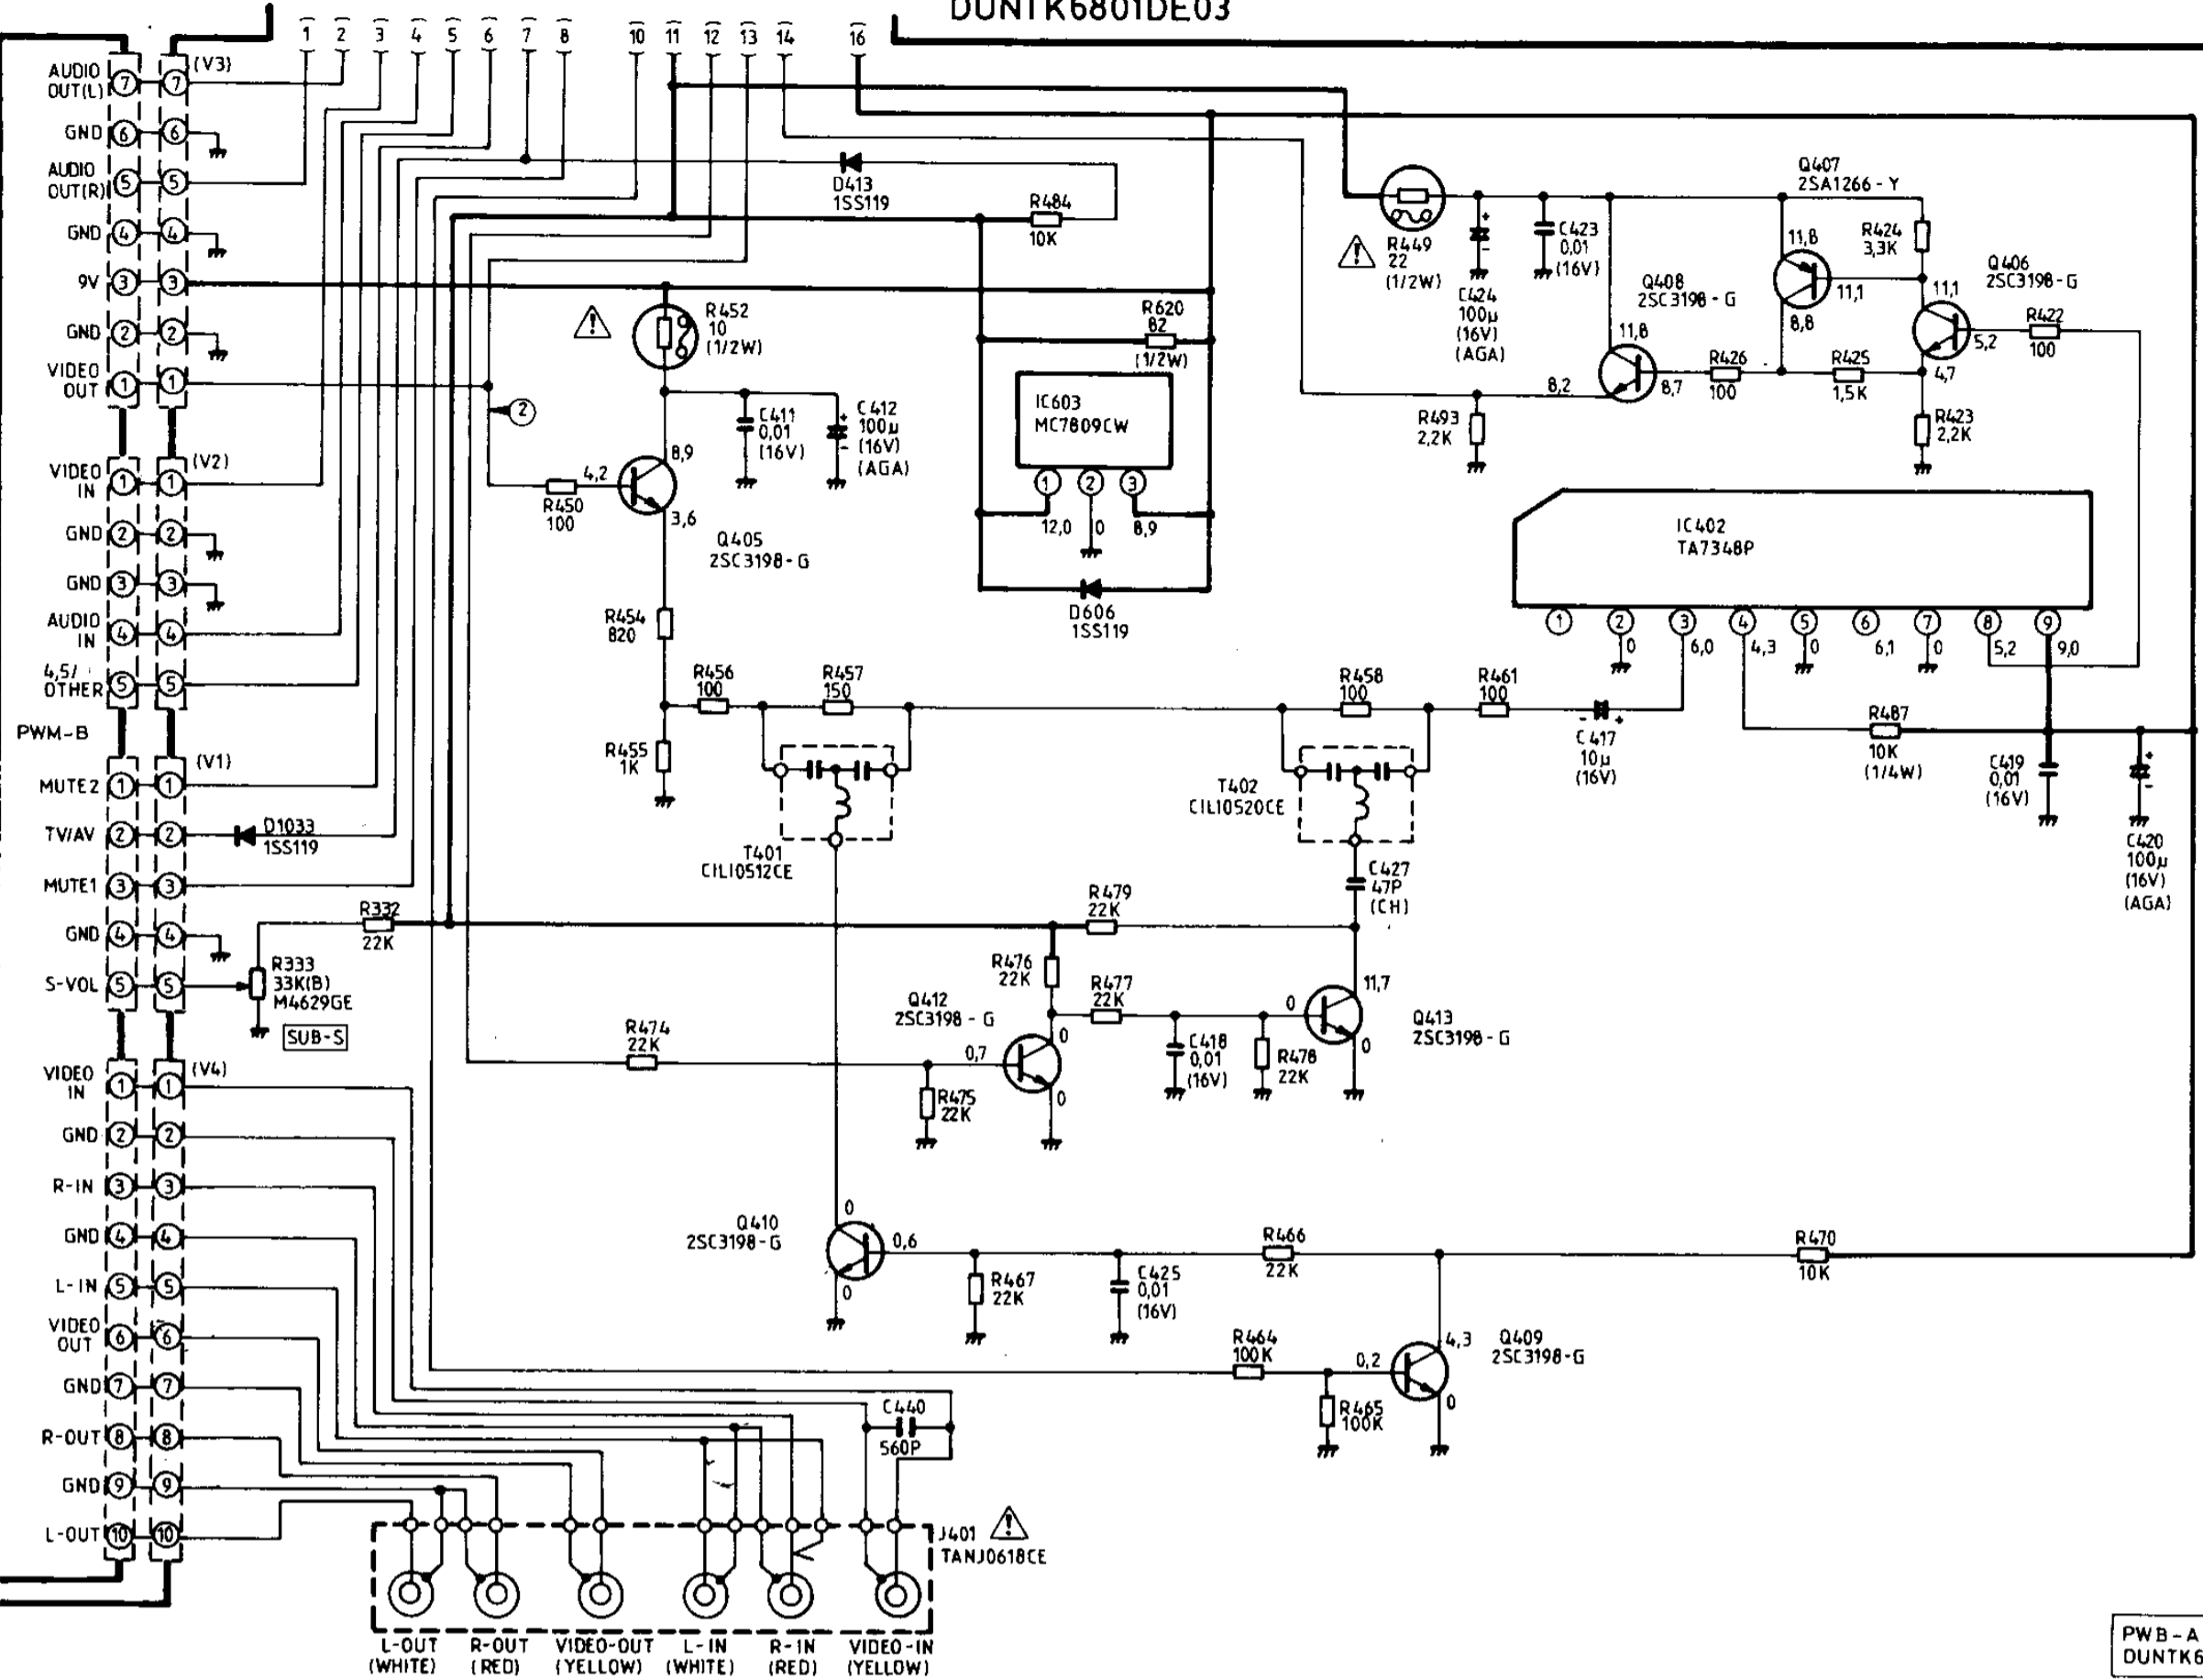 DUNTK6801DE03
1 2 3 4 5 6 7 8 10 11 12 13 14 16
AUDIO
OUT(L) 7 7 (V3)
GND 6 6
AUDIO
OUT(R) 5 5
GND 4 4
9V 3 3
GND 2 2
VIDEO
OUT 1 1
2
VIDEO
IN 1 1 (V2)
GND 2 2
GND 3 3
AUDIO
IN 4 4
4,5/
OTHER 5 5
PWM-B
MUTE2 1 1 (V1)
TV/AV 2 2
D1033
1SS119
MUTE1 3 3
GND 4 4
S-VOL 5 5
R332
22K
R333
33K(B)
M4629GE
SUB-S
VIDEO
IN 1 1 (V4)
GND 2 2
R-IN 3 3
GND 4 4
L-IN 5 5
VIDEO
OUT 6 6
GND 7 7
R-OUT 8 8
GND 9 9
L-OUT 10 10
D413
1SS119
R484
10K
R452
10
(1/2W)
C411
0,01
(16V)
C412
100µ
(16V)
(AGA)
+
-
R450
100
4,2
8,9
3,6
Q405
2SC3198-G
R454
820
R455
1K
R456
100
R457
150
T401
CILI0512CE
R620
82
(1/2W)
IC603
MC7809CW
1 2 3
12,0 0 8,9
D606
1SS119
!
!
R449
22
(1/2W)
+
-
C424
100µ
(16V)
(AGA)
C423
0,01
(16V)
Q407
2SA1266-Y
11,8
11,1
8,8
R424
3,3K
Q406
2SC3198-G
11,1
5,2
4,7
R422
100
Q408
2SC3198-G
11,8
8,2
8,7
R426
100
R425
1,5K
R423
2,2K
R493
2,2K
IC402
TA7348P
1 2 3 4 5 6 7 8 9
0 6,0 4,3 0 6,1 0 5,2 9,0
R458
100
R461
100
- +
C417
10µ
(16V)
T402
CILI0520CE
C427
47P
(CH)
R487
10K
(1/4W)
C419
0,01
(16V)
+
-
C420
100µ
(16V)
(AGA)
R479
22K
R476
22K
R477
22K
Q412
2SC3198-G
0,7
0
0
R474
22K
R475
22K
C418
0,01
(16V)
R478
22K
0
11,7
0
Q413
2SC3198-G
Q410
2SC3198-G
0
0,6
0
R467
22K
C425
0,01
(16V)
R466
22K
R470
10K
R464
100K
R465
100K
0,2
4,3
0
Q409
2SC3198-G
C440
560P
J401 !
TANJ0618CE
L-OUT
(WHITE)
R-OUT
(RED)
VIDEO-OUT
(YELLOW)
L-IN
(WHITE)
R-IN
(RED)
VIDEO-IN
(YELLOW)
PWB-A
DUNTK6